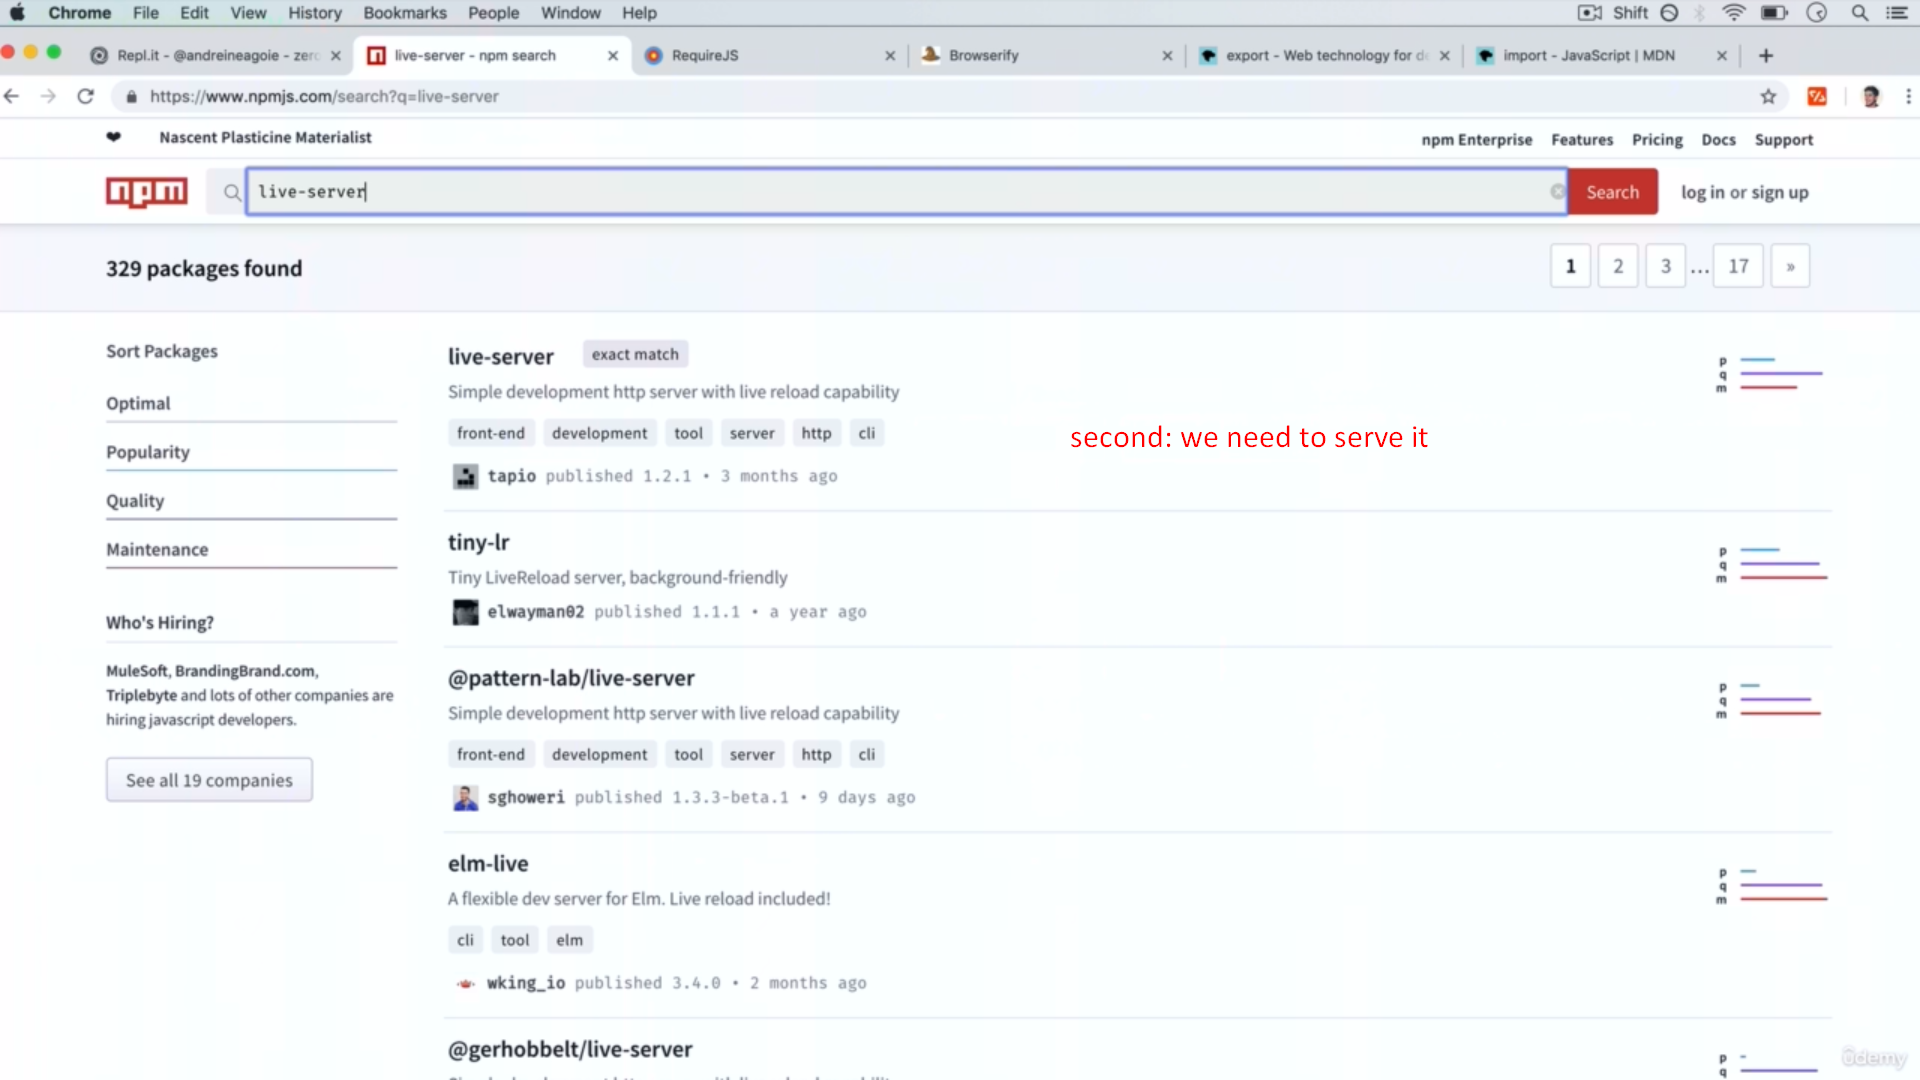 Chrome File Edit View History Bookmarks People Window Help Shift
Repl.it - @andreineagoie - zero live-server - npm search RequireJS Browserify export - Web technology for de import - JavaScript | MDN
https://www.npmjs.com/search?q=live-server
❤ Nascent Plasticine Materialist npm Enterprise Features Pricing Docs Support
npm live-server Search log in or sign up
329 packages found 1 2 3 ... 17 »
Sort Packages
Optimal
Popularity
Quality
Maintenance
Who's Hiring?
MuleSoft, BrandingBrand.com,
Triplebyte and lots of other companies are
hiring javascript developers.
See all 19 companies
live-server exact match
Simple development http server with live reload capability
front-end development tool server http cli
tapio published 1.2.1 • 3 months ago
p
q
m
second: we need to serve it
tiny-lr
Tiny LiveReload server, background-friendly
elwayman02 published 1.1.1 • a year ago
p
q
m
@pattern-lab/live-server
Simple development http server with live reload capability
front-end development tool server http cli
sghoweri published 1.3.3-beta.1 • 9 days ago
p
q
m
elm-live
A flexible dev server for Elm. Live reload included!
cli tool elm
wking_io published 3.4.0 • 2 months ago
p
q
m
@gerhobbelt/live-server
p
q
ûdemy